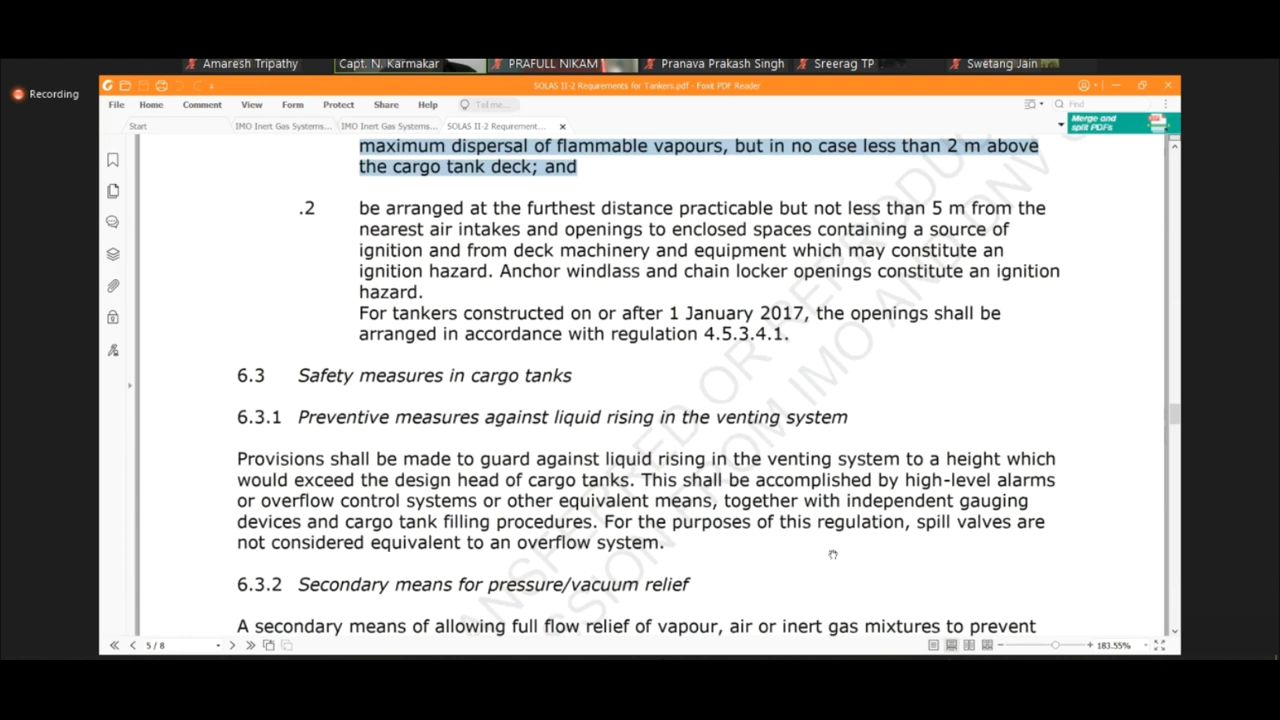 Amaresh Tripathy
Capt. N. Karmakar
PRAFULL NIKAM
Pranava Prakash Singh
Sreerag TP
Swetang Jain
Recording
SOLAS II-2 Requirements for Tankers.pdf - Foxit PDF Reader
File Home Comment View Form Protect Share Help Tell me... Find
Start IMO Inert Gas Systems... IMO Inert Gas Systems... SOLAS II-2 Requirement...
Merge and
split PDFs
maximum dispersal of flammable vapours, but in no case less than 2 m above
the cargo tank deck; and
.2 be arranged at the furthest distance practicable but not less than 5 m from the
nearest air intakes and openings to enclosed spaces containing a source of
ignition and from deck machinery and equipment which may constitute an
ignition hazard. Anchor windlass and chain locker openings constitute an ignition
hazard.
For tankers constructed on or after 1 January 2017, the openings shall be
arranged in accordance with regulation 4.5.3.4.1.
6.3 Safety measures in cargo tanks
6.3.1 Preventive measures against liquid rising in the venting system
Provisions shall be made to guard against liquid rising in the venting system to a height which
would exceed the design head of cargo tanks. This shall be accomplished by high-level alarms
or overflow control systems or other equivalent means, together with independent gauging
devices and cargo tank filling procedures. For the purposes of this regulation, spill valves are
not considered equivalent to an overflow system.
6.3.2 Secondary means for pressure/vacuum relief
A secondary means of allowing full flow relief of vapour, air or inert gas mixtures to prevent
5 / 8
183.55%